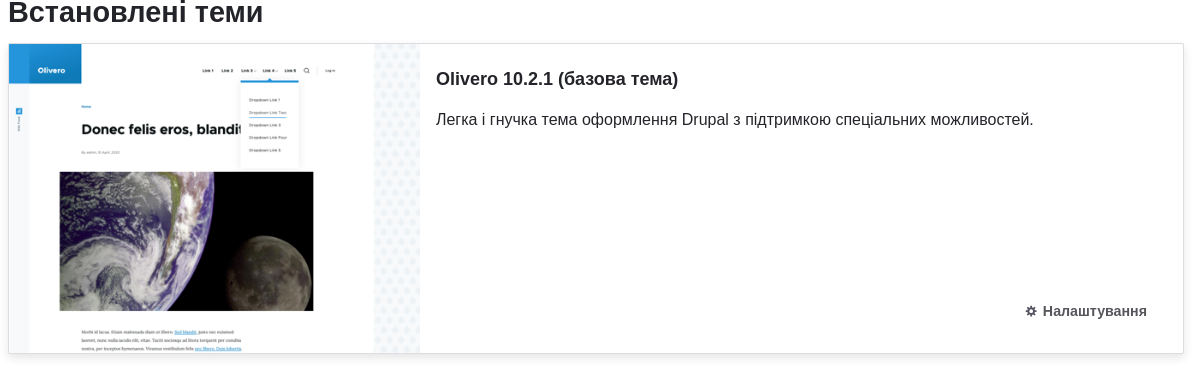 Встановлені теми
Olivero
Link 1 Link 2 Link 3 Link 4 Link 5 Log in
Dropdown Link 1
Dropdown Link Two
Dropdown Link 3
Dropdown Link Four
Dropdown Link 5
Home
Donec felis eros, blandit
By admin, 10 April, 2020
Olivero 10.2.1 (базова тема)
Легка і гнучка тема оформлення Drupal з підтримкою спеціальних можливостей.
Налаштування